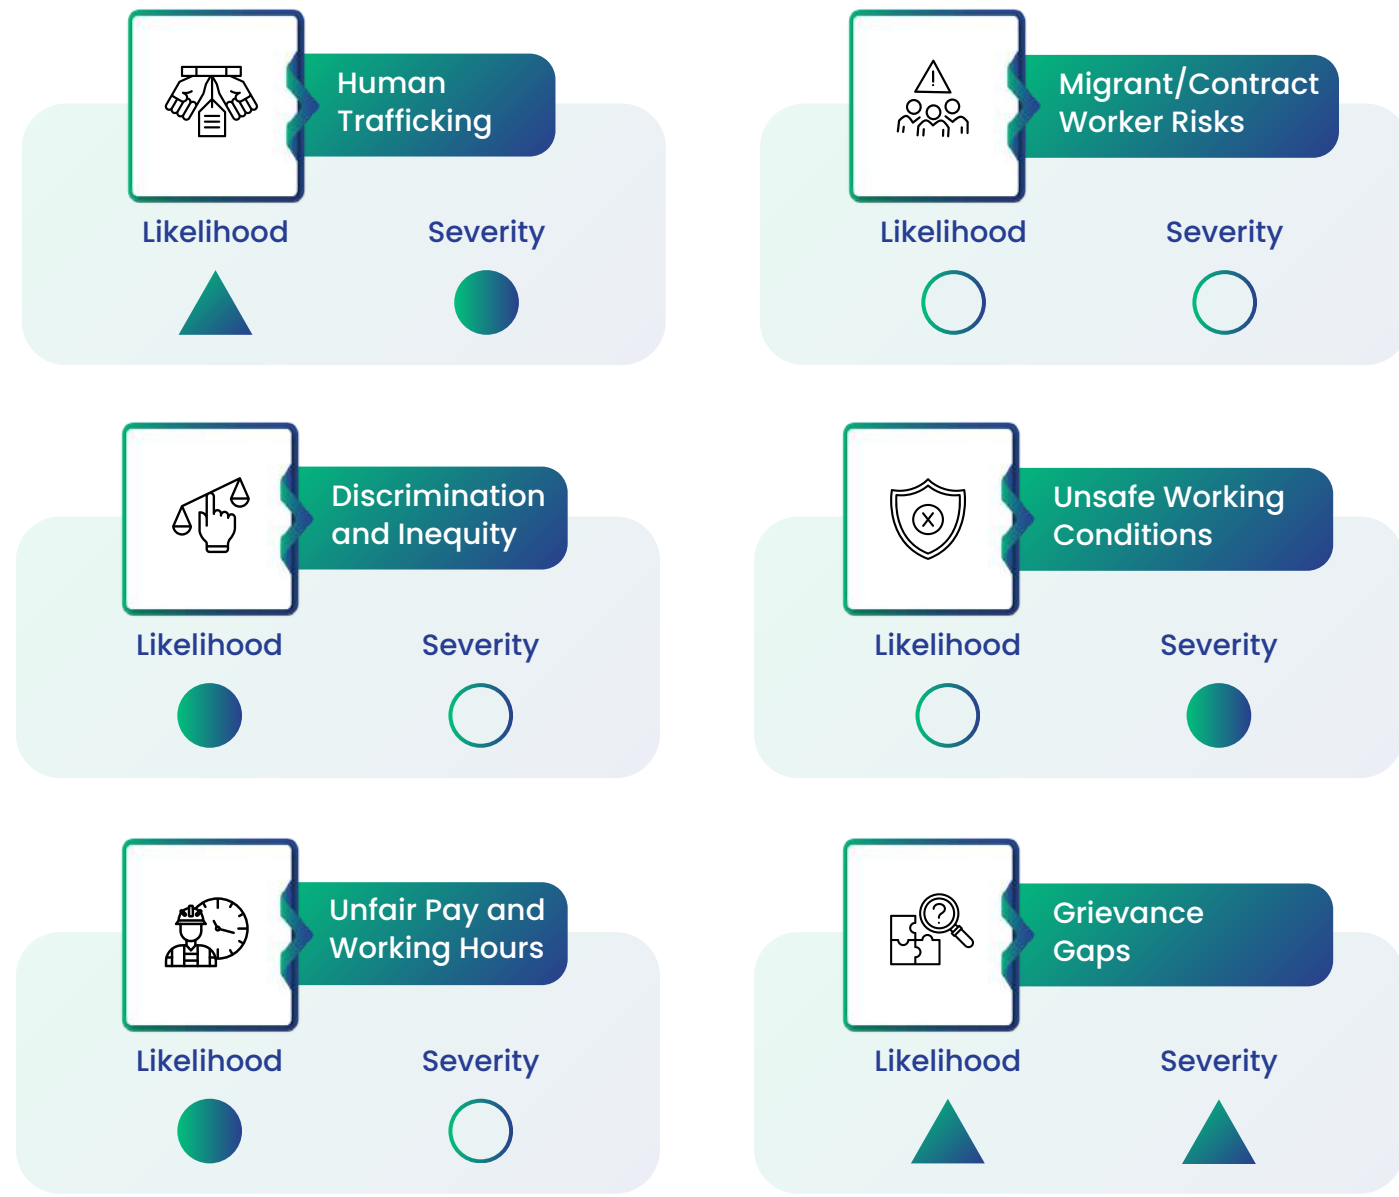 Human
Trafficking
Likelihood
Severity
Migrant/Contract
Worker Risks
Likelihood
Severity
Discrimination
and Inequity
Likelihood
Severity
Unsafe Working
Conditions
Likelihood
Severity
Unfair Pay and
Working Hours
Likelihood
Severity
Grievance
Gaps
Likelihood
Severity